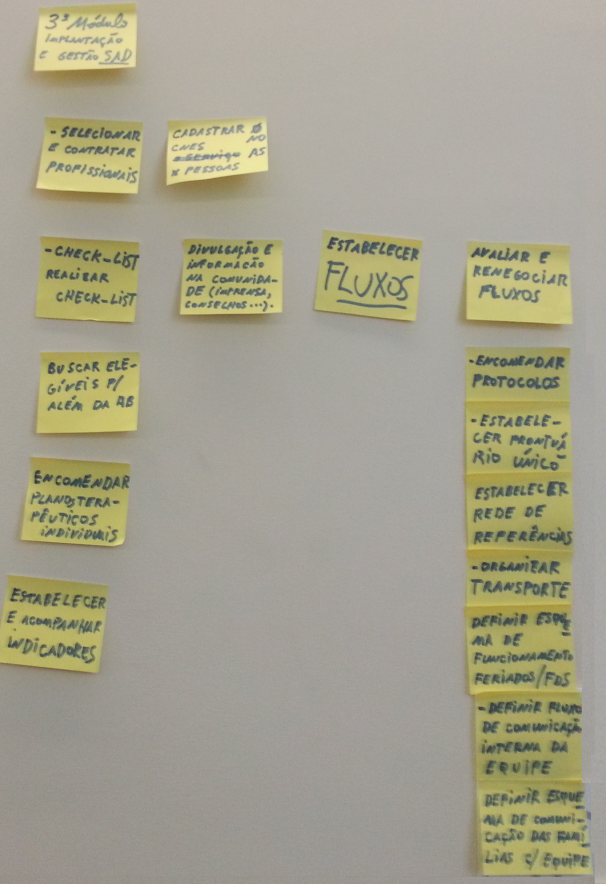 3º Módulo
IMPLANTAÇÃO
E GESTÃO SAD
- SELECIONAR
E CONTRATAR
PROFISSIONAIS
CADASTRAR
CNES NO
SERVIÇO AS
PESSOAS
- CHECK-LIST
REALIZAR
CHECK-LIST
DIVULGAÇÃO E
INFORMAÇÃO
NA COMUNIDA-
DE (IMPRENSA,
CONSELHOS...).
ESTABELECER
FLUXOS
AVALIAR E
RENEGOCIAR
FLUXOS
BUSCAR ELE-
GÍVEIS P/
ALÉM DA AB
ENCOMENDAR
PLANOS TERA-
PÊUTICOS
INDIVIDUAIS
ESTABELECER
E ACOMPANHAR
INDICADORES
- ENCOMENDAR
PROTOCOLOS
- ESTABELE-
CER PRONTUÁ
RIO ÚNICO
ESTABELECER
REDE DE
REFERÊNCIAS
- ORGANIZAR
TRANSPORTE
DEFINIR ESQUE
MA DE
FUNCIONAMENTO
FERIADOS/FDS
- DEFINIR FLUXO
DE COMUNICAÇÃO
INTERNA DA
EQUIPE
DEFINIR ESQUE
MA DE COMUNI-
CAÇÃO DAS FAMÍ
LIAS C/ EQUIPE